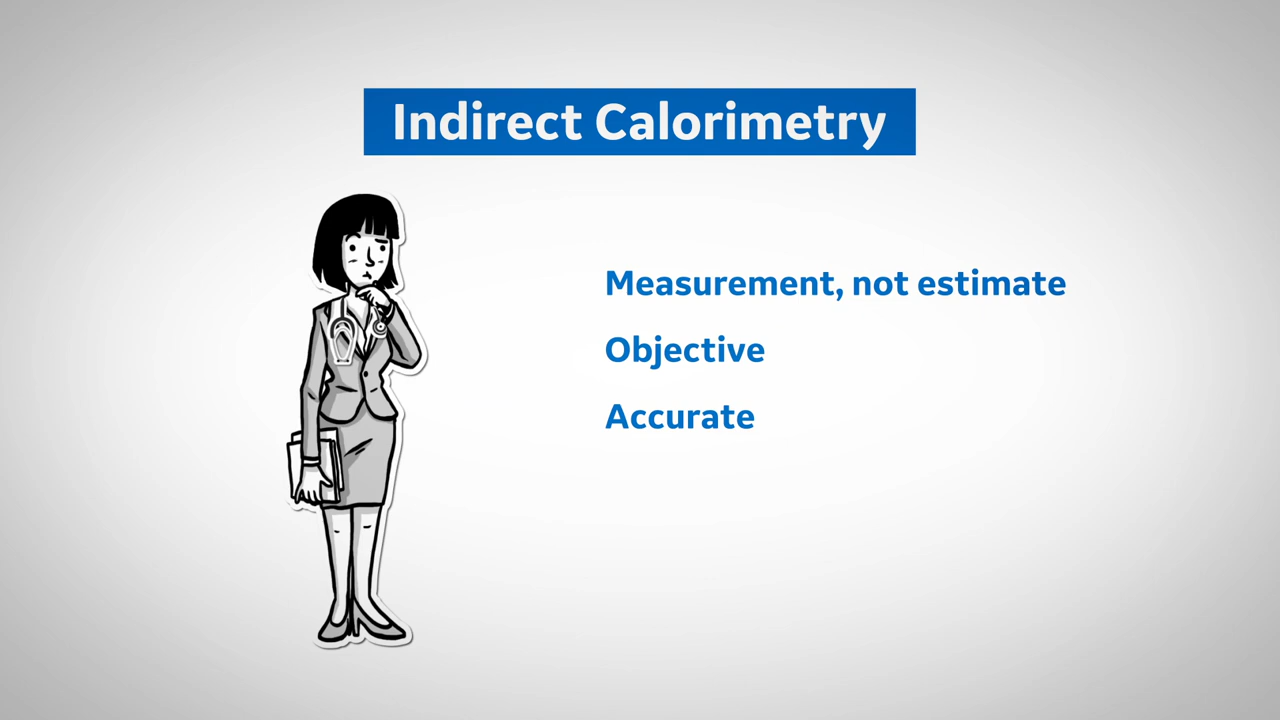 Indirect Calorimetry
Measurement, not estimate
Objective
Accurate